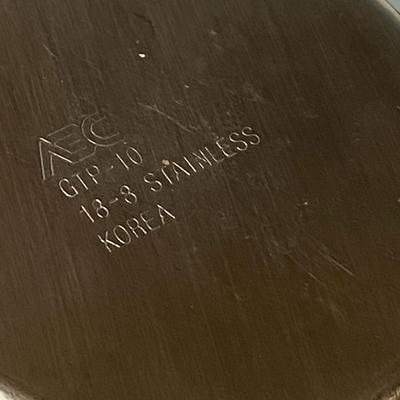 AEC
GTP-10
18-8 STAINLESS
KOREA